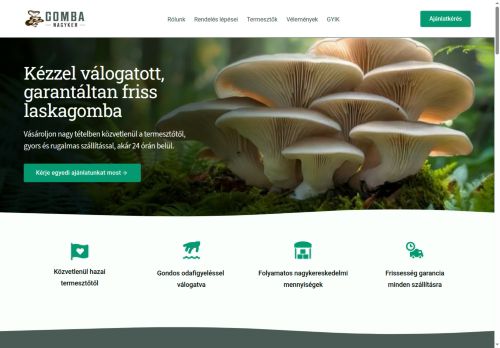 GOMBA
NAGYKER
Rólunk Rendelés lépései Termesztők Vélemények GYIK
Ajánlatkérés
Kézzel válogatott,
garantáltan friss
laskagomba
Vásároljon nagy tételben közvetlenül a termesztőtől,
gyors és rugalmas szállítással, akár 24 órán belül.
Kérje egyedi ajánlatunkat most →
Közvetlenül hazai
termesztőtől
Gondos odafigyeléssel
válogatva
Folyamatos nagykereskedelmi
mennyiségek
Frissesség garancia
minden szállításra